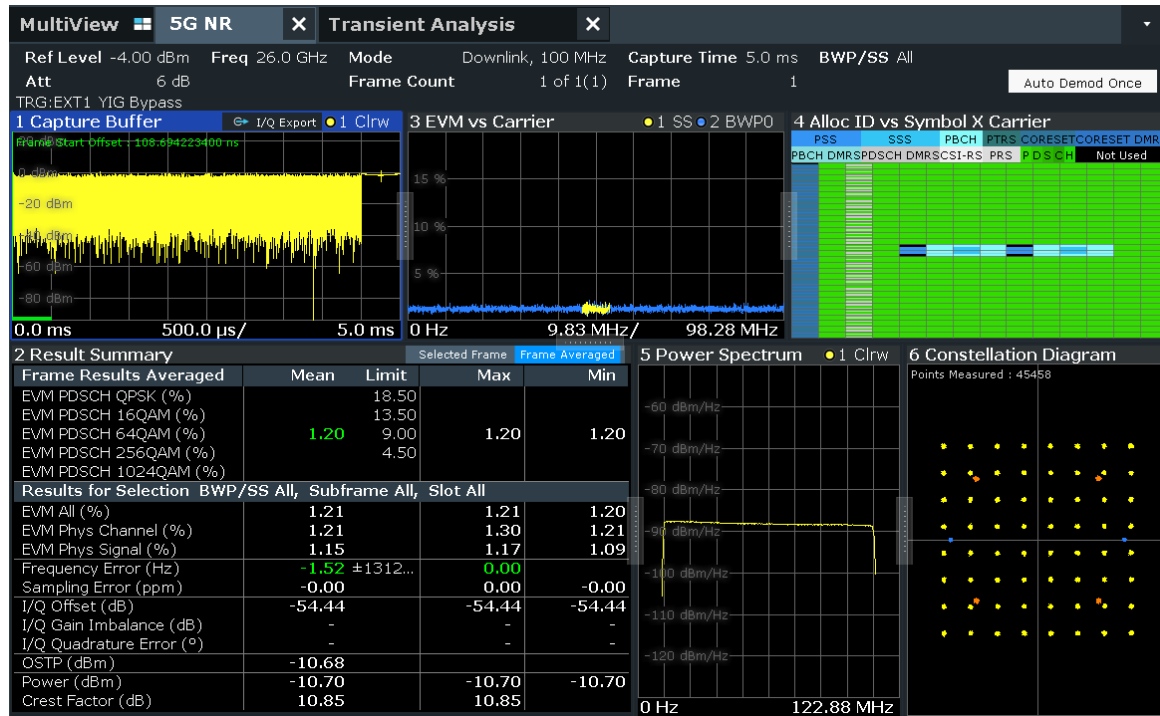 MultiView 5G NR X Transient Analysis X
Ref Level -4.00 dBm Freq 26.0 GHz Mode Downlink, 100 MHz Capture Time 5.0 ms BWP/SS All
Att 6 dB Frame Count 1 of 1(1) Frame 1 Auto Demod Once
TRG:EXT1 YIG Bypass
1 Capture Buffer I/Q Export 1 Clrw
Frame Start Offset : 108.694223400 ns
0 dBm
-20 dBm
-40 dBm
-60 dBm
-80 dBm
0.0 ms 500.0 µs/ 5.0 ms
3 EVM vs Carrier 1 SS 2 BWP0
15 %
10 %
5 %
0 Hz 9.83 MHz/ 98.28 MHz
4 Alloc ID vs Symbol X Carrier
PSS SSS PBCH PTRS CORESET CORESET DMR
PBCH DMRS PDSCH DMRS CSI-RS PRS PDSCH Not Used
2 Result Summary Selected Frame Frame Averaged
Frame Results Averaged Mean Limit Max Min
EVM PDSCH QPSK (%) 18.50
EVM PDSCH 16QAM (%) 13.50
EVM PDSCH 64QAM (%) 1.20 9.00 1.20 1.20
EVM PDSCH 256QAM (%) 4.50
EVM PDSCH 1024QAM (%)
Results for Selection BWP/SS All, Subframe All, Slot All
EVM All (%) 1.21 1.21 1.20
EVM Phys Channel (%) 1.21 1.30 1.21
EVM Phys Signal (%) 1.15 1.17 1.09
Frequency Error (Hz) -1.52 ±1312... 0.00
Sampling Error (ppm) -0.00 0.00 -0.00
I/Q Offset (dB) -54.44 -54.44 -54.44
I/Q Gain Imbalance (dB) - - -
I/Q Quadrature Error (º) - - -
OSTP (dBm) -10.68
Power (dBm) -10.70 -10.70 -10.70
Crest Factor (dB) 10.85 10.85
5 Power Spectrum 1 Clrw
-60 dBm/Hz
-70 dBm/Hz
-80 dBm/Hz
-90 dBm/Hz
-100 dBm/Hz
-110 dBm/Hz
-120 dBm/Hz
0 Hz 122.88 MHz
6 Constellation Diagram
Points Measured : 45458